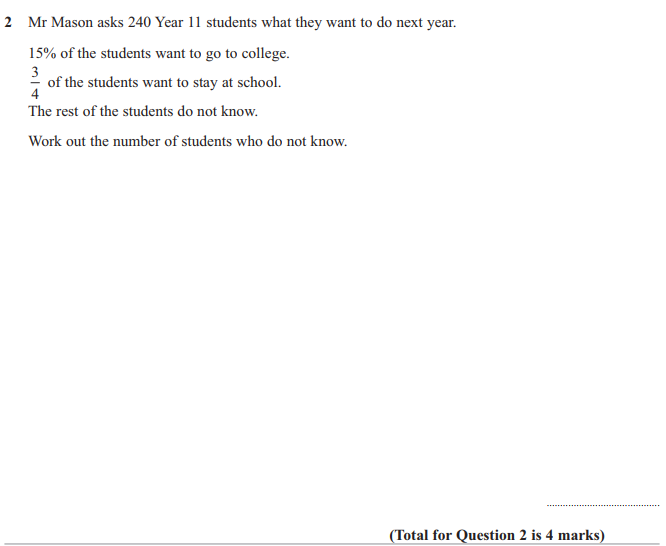 2 Mr Mason asks 240 Year 11 students what they want to do next year.
15% of the students want to go to college.
3/4 of the students want to stay at school.
The rest of the students do not know.
Work out the number of students who do not know.
(Total for Question 2 is 4 marks)